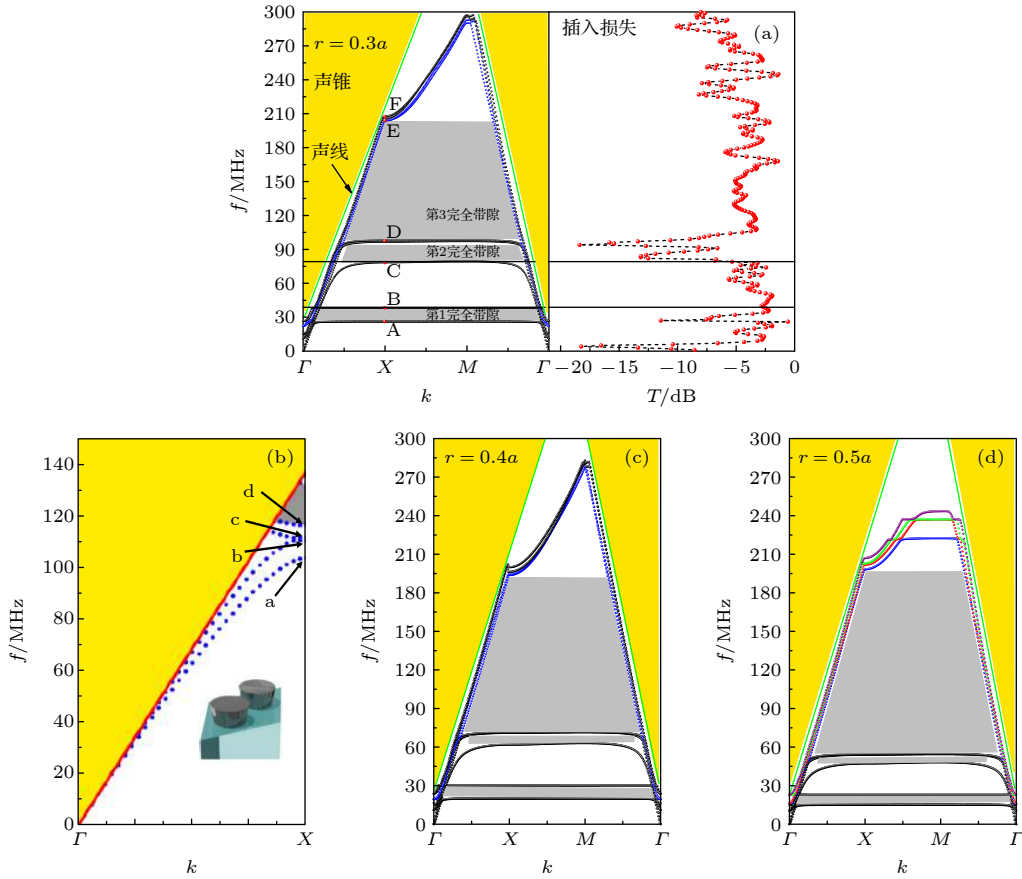 300
270
240
210
180
150
120
90
60
30
0
f/MHz
r = 0.3a
声锥
声线
F
E
D
C
B
A
第3完全带隙
第2完全带隙
第1完全带隙
Γ X M Γ
k
插入损失 (a)
−20 −15 −10 −5 0
T/dB
(b)
140
120
100
80
60
40
20
0
f/MHz
d
c
b
a
Γ X
k
r = 0.4a (c)
300
270
240
210
180
150
120
90
60
30
0
f/MHz
Γ X M Γ
k
r = 0.5a (d)
300
270
240
210
180
150
120
90
60
30
0
f/MHz
Γ X M Γ
k